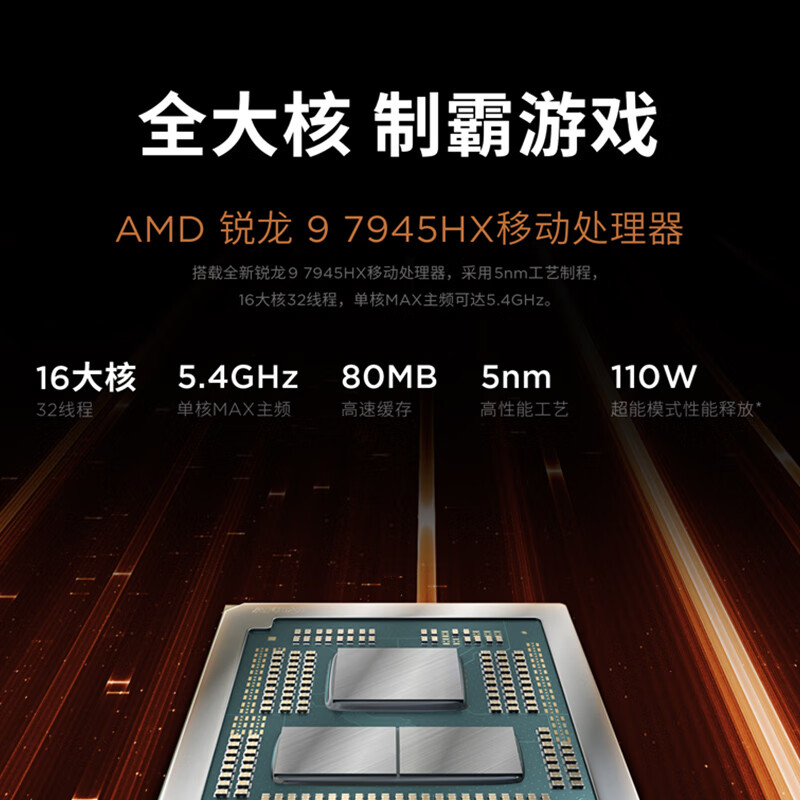 全大核 制霸游戏
AMD 锐龙 9 7945HX移动处理器
搭载全新锐龙9 7945HX移动处理器，采用5nm工艺制程，
16大核32线程，单核MAX主频可达5.4GHz。
16大核 5.4GHz 80MB 5nm 110W
32线程 单核MAX主频 高速缓存 高性能工艺 超能模式性能释放*